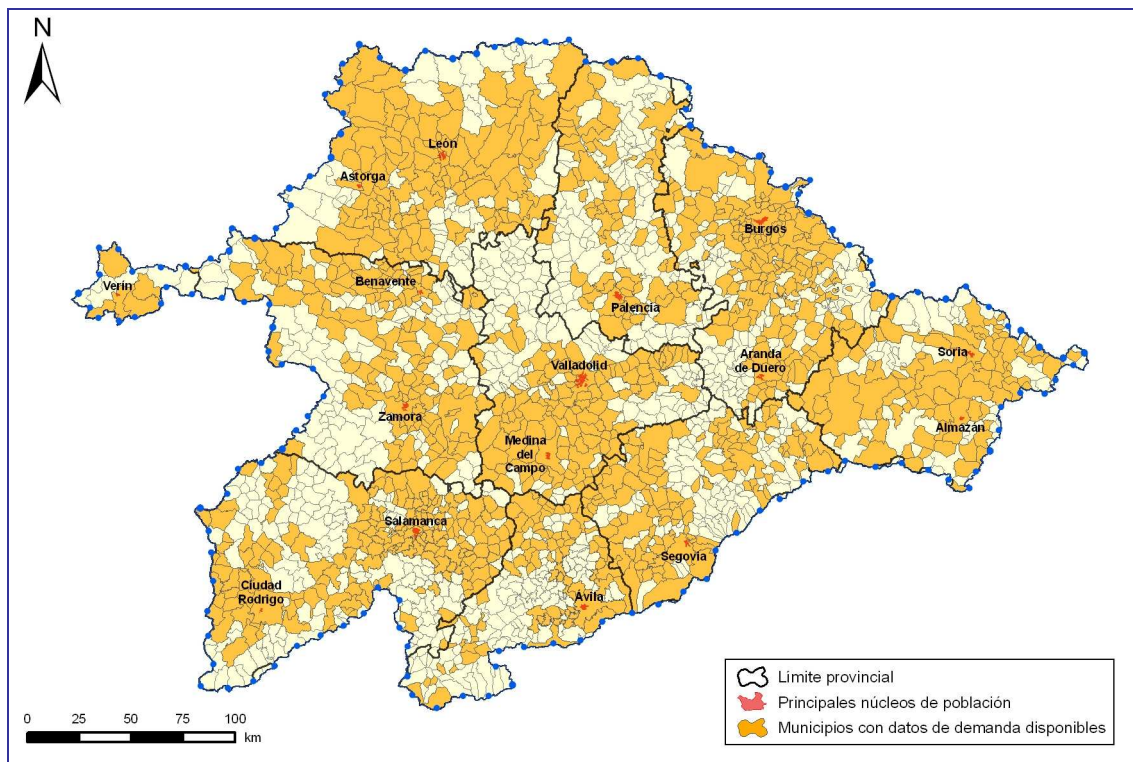 N
León
Astorga
Burgos
Verín
Benavente
Palencia
Valladolid
Aranda
de Duero
Soria
Zamora
Almazán
Medina
del
Campo
Salamanca
Segovia
Ciudad
Rodrigo
Ávila
Límite provincial
Principales núcleos de población
Municipios con datos de demanda disponibles
0 25 50 75 100
km